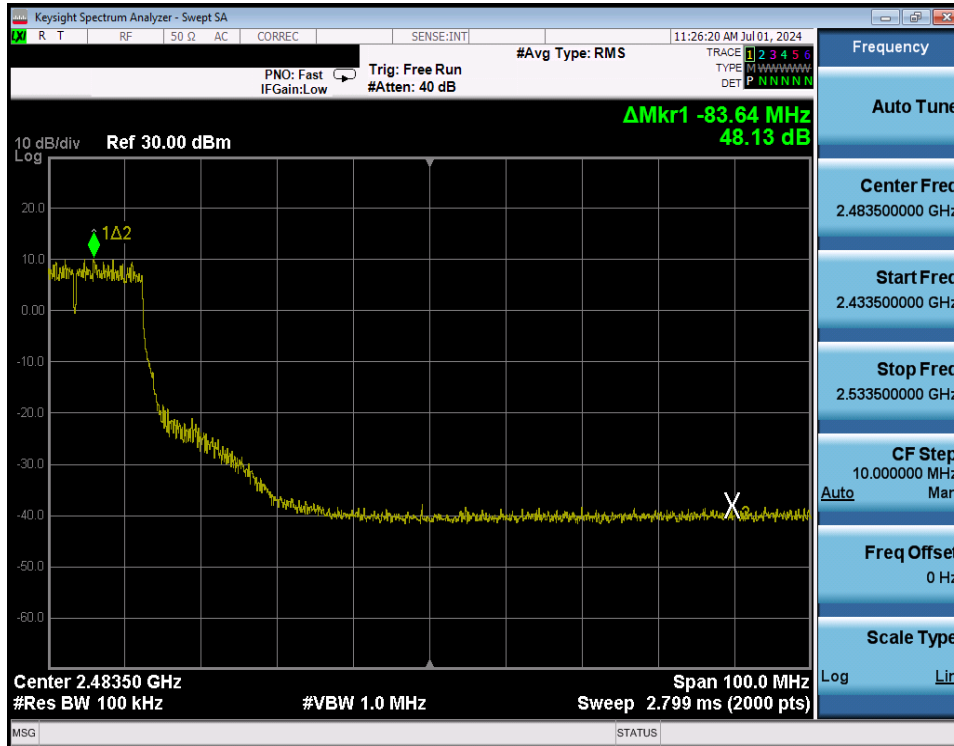 Keysight Spectrum Analyzer - Swept SA
LXI R T RF 50 Ω AC CORREC SENSE:INT 11:26:20 AM Jul 01, 2024
#Avg Type: RMS
TRACE 1 2 3 4 5 6
PNO: Fast Trig: Free Run TYPE M W W W W W
IFGain:Low #Atten: 40 dB DET P N N N N N
ΔMkr1 -83.64 MHz
48.13 dB
10 dB/div Ref 30.00 dBm
Log
20.0
1Δ2
10.0
0.00
-10.0
-20.0
-30.0
-40.0
X2
-50.0
-60.0
Center 2.48350 GHz Span 100.0 MHz
#Res BW 100 kHz #VBW 1.0 MHz Sweep 2.799 ms (2000 pts)
MSG STATUS
Frequency
Auto Tune
Center Freq
2.483500000 GHz
Start Freq
2.433500000 GHz
Stop Freq
2.533500000 GHz
CF Step
10.000000 MHz
Auto Man
Freq Offset
0 Hz
Scale Type
Log Lin